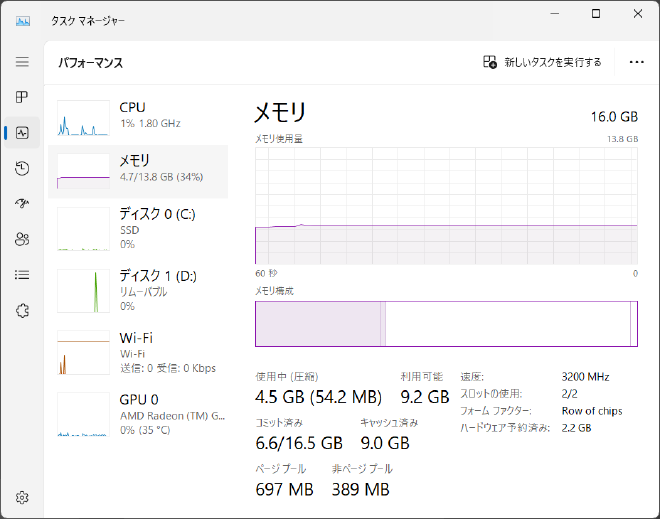 タスク マネージャー
パフォーマンス
新しいタスクを実行する
CPU
1% 1.80 GHz
メモリ
4.7/13.8 GB (34%)
ディスク 0 (C:)
SSD
0%
ディスク 1 (D:)
リムーバブル
0%
Wi-Fi
Wi-Fi
送信: 0 受信: 0 Kbps
GPU 0
AMD Radeon (TM) G...
0% (35 °C)
メモリ
16.0 GB
メモリ使用量
13.8 GB
60 秒
0
メモリ構成
使用中 (圧縮)
利用可能
4.5 GB (54.2 MB)
9.2 GB
コミット済み
キャッシュ済み
6.6/16.5 GB
9.0 GB
ページ プール
非ページ プール
697 MB
389 MB
速度:
3200 MHz
スロットの使用:
2/2
フォーム ファクター:
Row of chips
ハードウェア予約済み:
2.2 GB